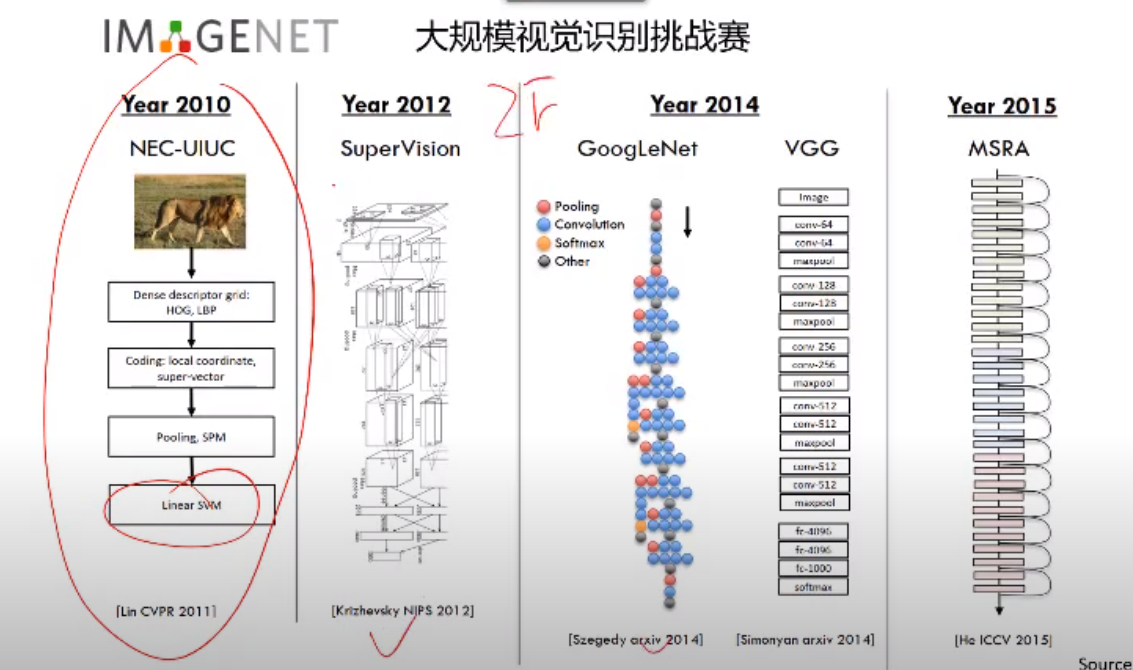 IMAGENET
大规模视觉识别挑战赛
Year 2010
NEC-UIUC
Dense descriptor grid:
HOG, LBP
Coding: local coordinate,
super-vector
Pooling, SPM
Linear SVM
[Lin CVPR 2011]
Year 2012
SuperVision
[Krizhevsky NIPS 2012]
Year 2014
GoogLeNet
Pooling
Convolution
Softmax
Other
[Szegedy arxiv 2014]
VGG
Image
conv-64
conv-64
maxpool
conv-128
conv-128
maxpool
conv-256
conv-256
maxpool
conv-512
conv-512
maxpool
conv-512
conv-512
maxpool
fc-4096
fc-4096
fc-1000
softmax
[Simonyan arxiv 2014]
Year 2015
MSRA
[He ICCV 2015]
Source